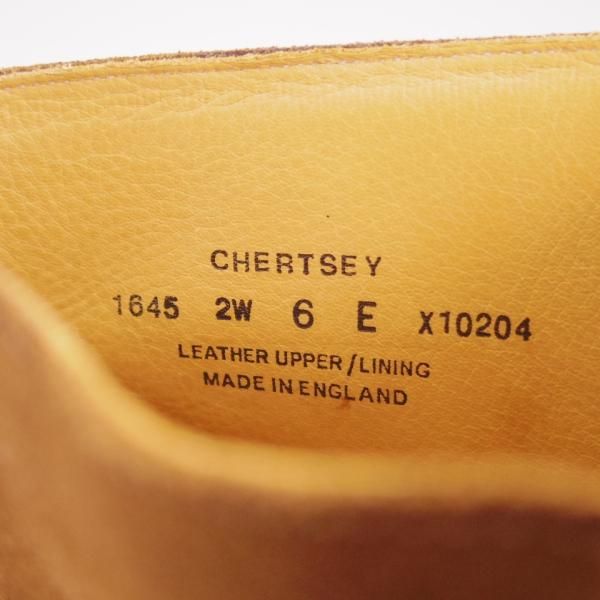 CHERTSEY
1645 2W 6 E X10204
LEATHER UPPER/LINING
MADE IN ENGLAND